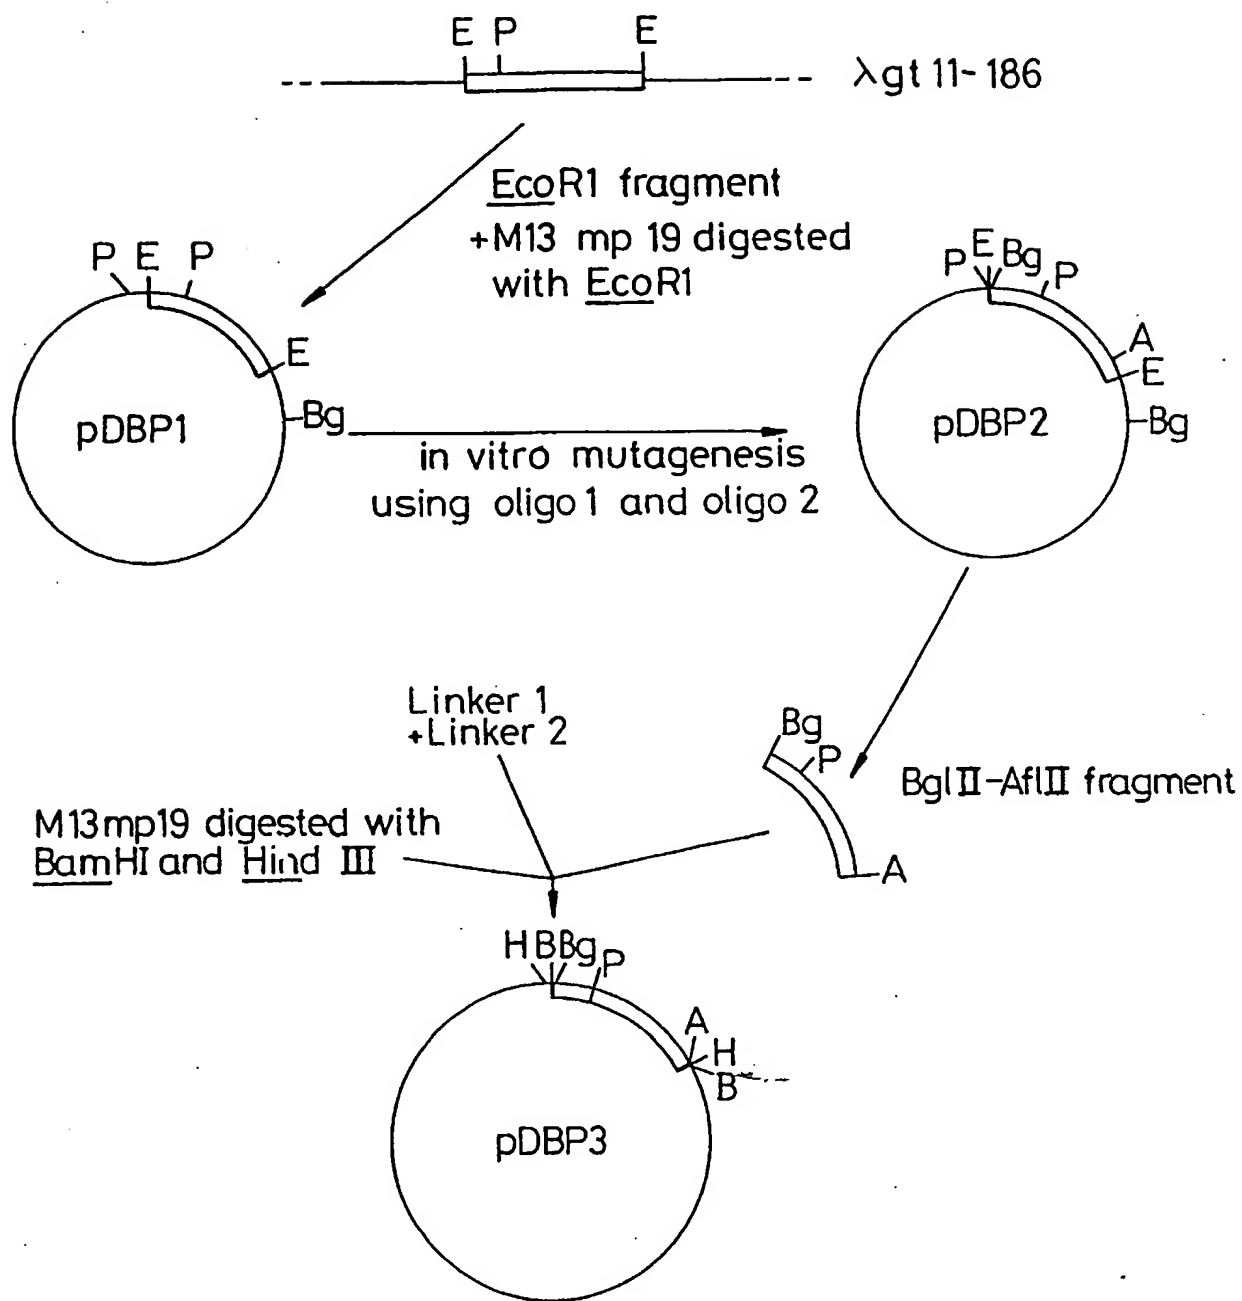 E P E
λgt 11-186
EcoR1 fragment
+M13 mp 19 digested
with EcoR1
P E P
E
Bg
pDBP1
in vitro mutagenesis
using oligo 1 and oligo 2
P E Bg P
A
E
Bg
pDBP2
Linker 1
+Linker 2
Bg
P
A
BglII-AflII fragment
M13mp19 digested with
BamHI and Hind III
H B Bg P
A
H
B
pDBP3